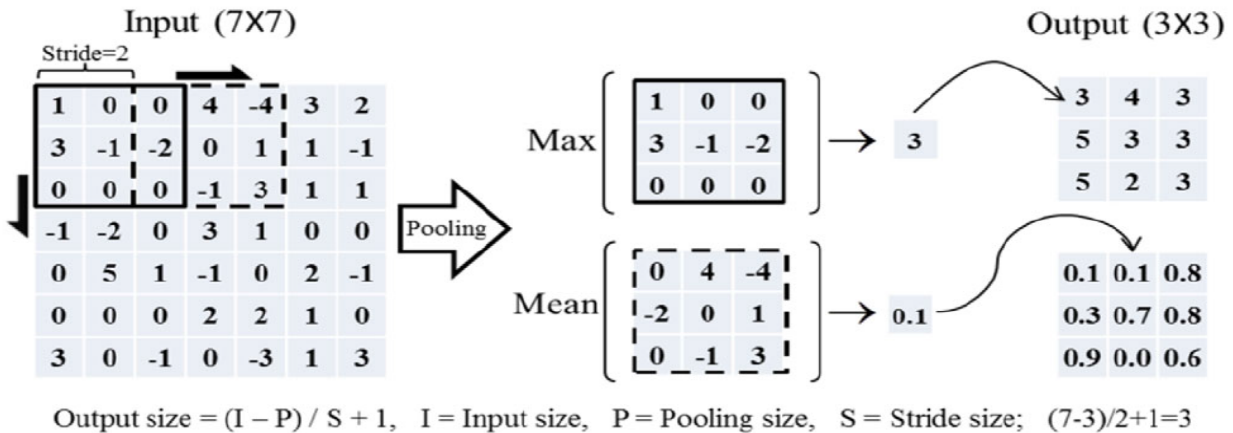 Input (7X7)
Output (3X3)
Stride=2
1 0 0 4 -4 3 2
3 -1 -2 0 1 1 -1
0 0 0 -1 3 1 1
-1 -2 0 3 1 0 0
0 5 1 -1 0 2 -1
0 0 0 2 2 1 0
3 0 -1 0 -3 1 3
Pooling
Max
1 0 0
3 -1 -2
0 0 0
3
3 4 3
5 3 3
5 2 3
Mean
0 4 -4
-2 0 1
0 -1 3
0.1
0.1 0.1 0.8
0.3 0.7 0.8
0.9 0.0 0.6
Output size = (I – P) / S + 1, I = Input size, P = Pooling size, S = Stride size; (7-3)/2+1=3